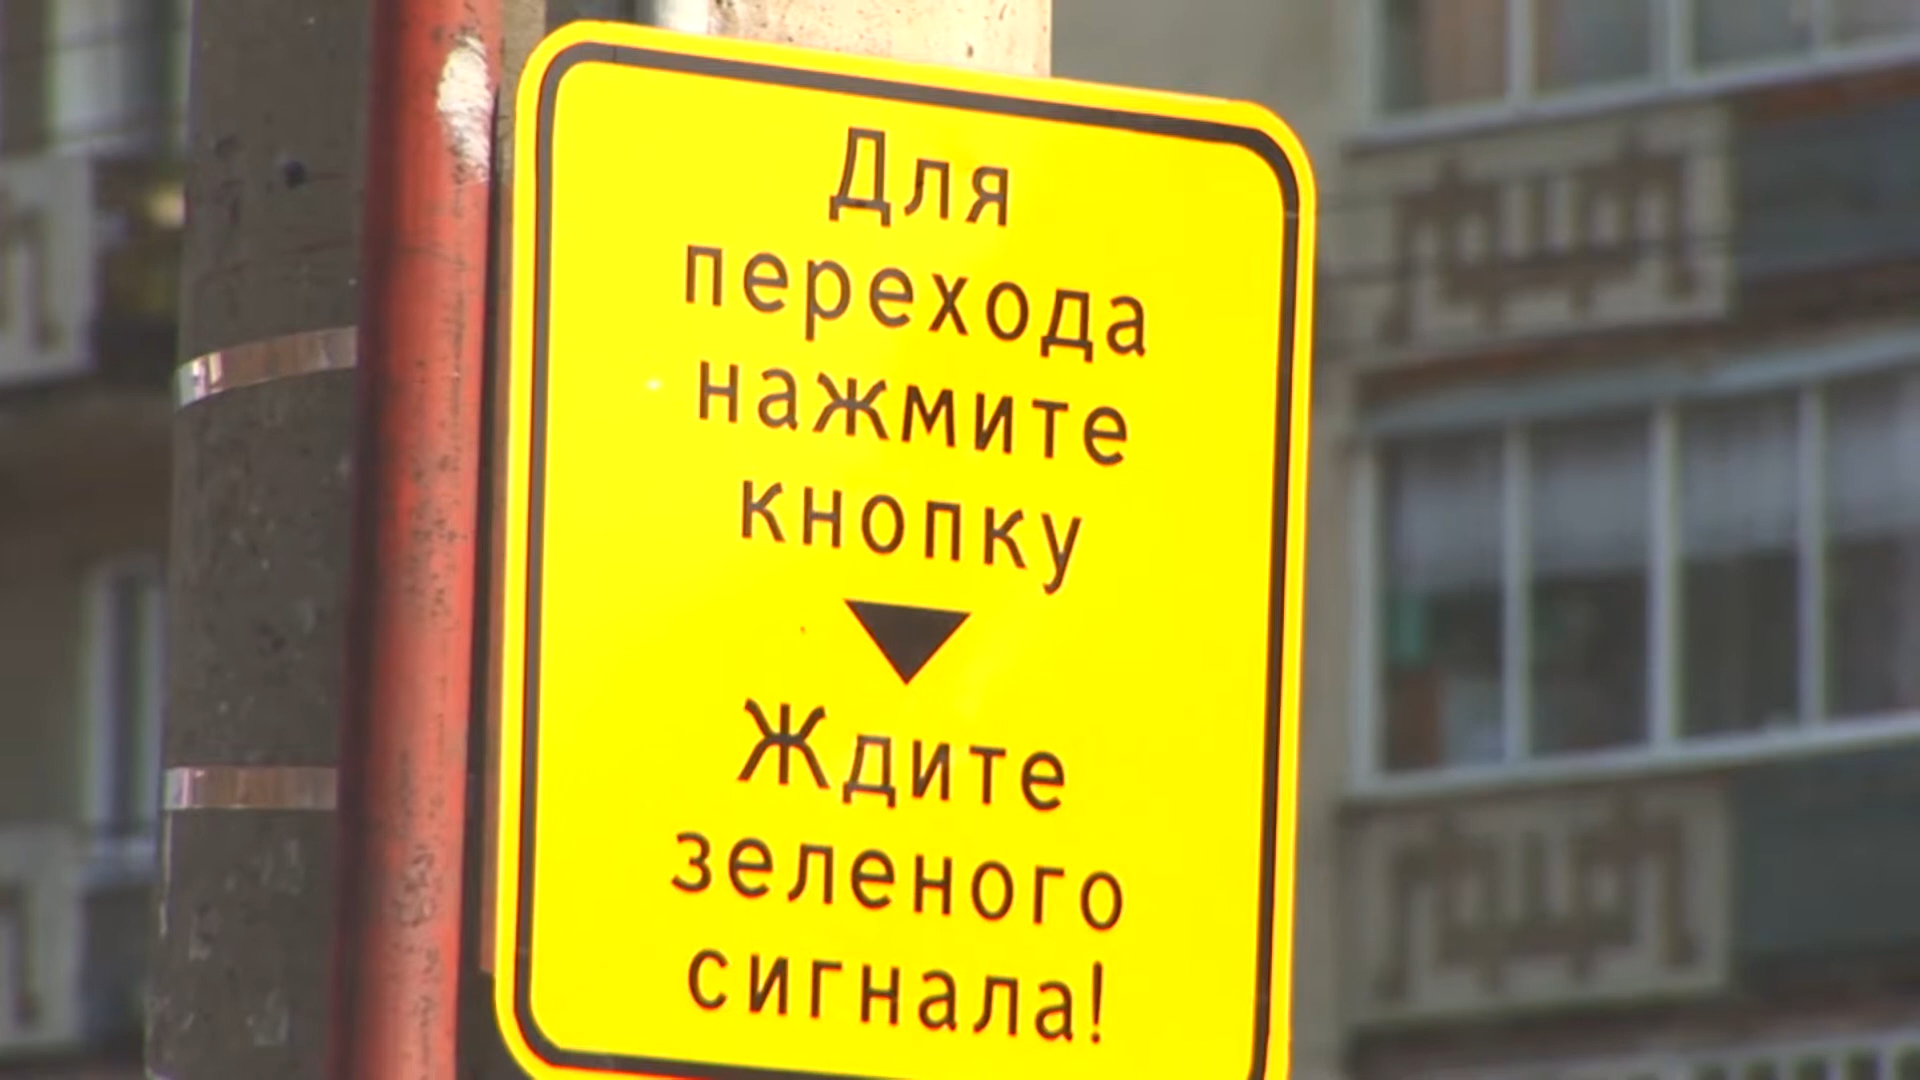 Для
перехода
нажмите
кнопку
Ждите
зеленого
сигнала!